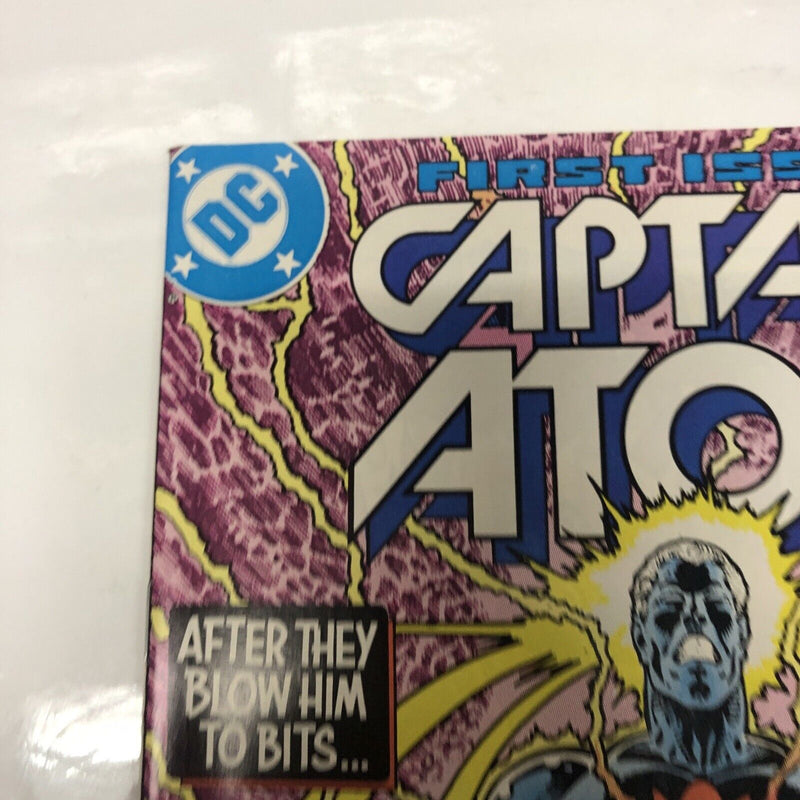 DC
FIRST ISS
CAPTA
ATO
AFTER THEY
BLOW HIM
TO BITS...